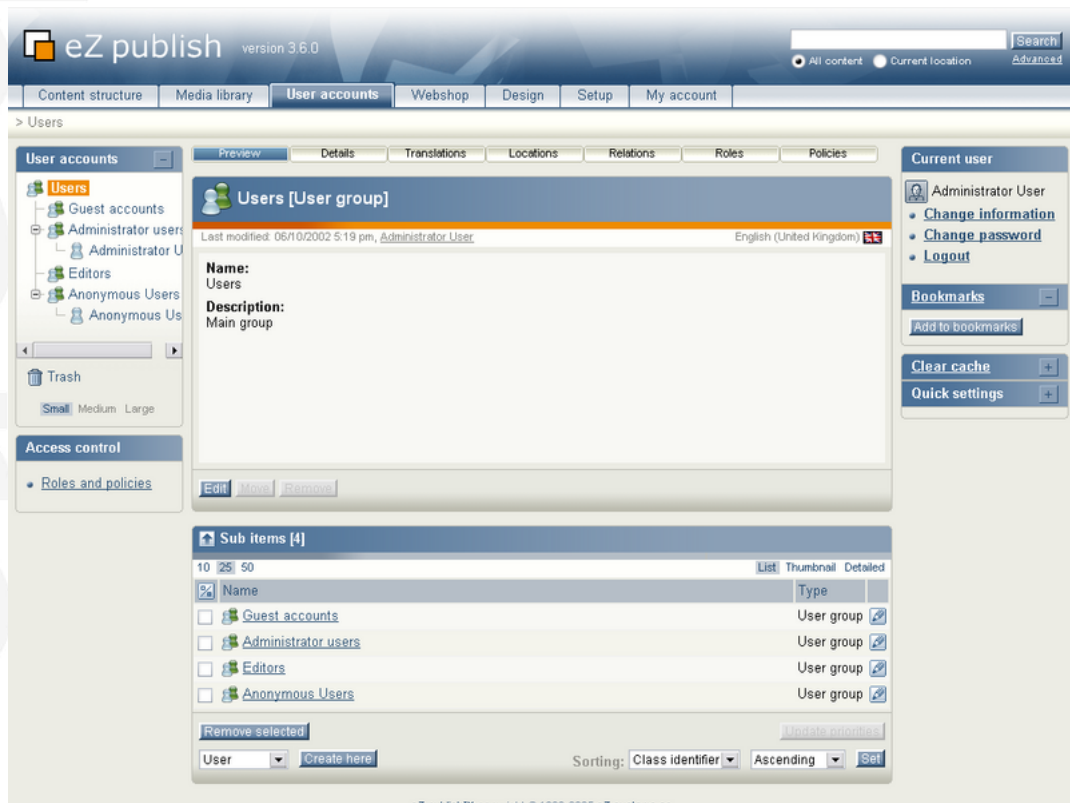 eZ publish version 3.6.0
Search
All content Current location Advanced
Content structure Media library User accounts Webshop Design Setup My account
> Users
User accounts
Users
Guest accounts
Administrator users
Administrator U
Editors
Anonymous Users
Anonymous Us
Trash
Small Medium Large
Access control
Roles and policies
Preview Details Translations Locations Relations Roles Policies
Users [User group]
Last modified: 06/10/2002 5:19 pm, Administrator User English (United Kingdom)
Name:
Users
Description:
Main group
Edit Move Remove
Sub items [4]
10 25 50 List Thumbnail Detailed
Name Type
Guest accounts User group
Administrator users User group
Editors User group
Anonymous Users User group
Remove selected Update priorities
User Create here Sorting: Class identifier Ascending Set
Current user
Administrator User
Change information
Change password
Logout
Bookmarks
Add to bookmarks
Clear cache
Quick settings